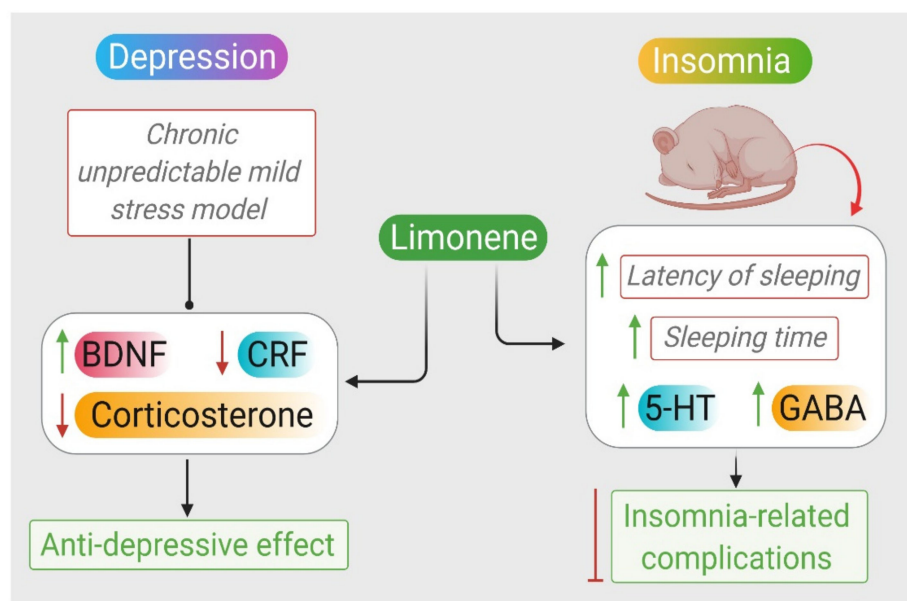 Depression
Chronic
unpredictable mild
stress model
BDNF
CRF
Corticosterone
Anti-depressive effect
Limonene
Insomnia
Latency of sleeping
Sleeping time
5-HT
GABA
Insomnia-related
complications